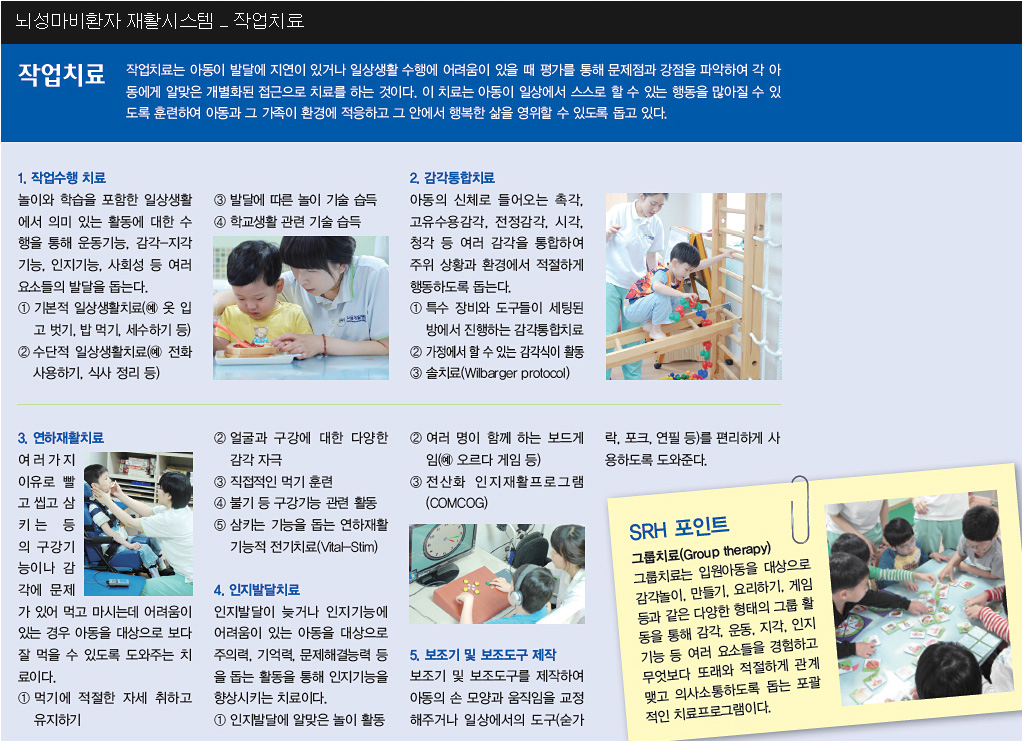 뇌성마비환자 재활시스템 _ 작업치료
작업치료
작업치료는 아동이 발달에 지연이 있거나 일상생활 수행에 어려움이 있을 때 평가를 통해 문제점과 강점을 파악하여 각 아
동에게 알맞은 개별화된 접근으로 치료를 하는 것이다. 이 치료는 아동이 일상에서 스스로 할 수 있는 행동을 많아질 수 있
도록 훈련하여 아동과 그 가족이 환경에 적응하고 그 안에서 행복한 삶을 영위할 수 있도록 돕고 있다.
1. 작업수행 치료
놀이와 학습을 포함한 일상생활
에서 의미 있는 활동에 대한 수
행을 통해 운동기능, 감각-지각
기능, 인지기능, 사회성 등 여러
요소들의 발달을 돕는다.
① 기본적 일상생활치료(예 옷 입
고 벗기, 밥 먹기, 세수하기 등)
② 수단적 일상생활치료(예 전화
사용하기, 식사 정리 등)
③ 발달에 따른 놀이 기술 습득
④ 학교생활 관련 기술 습득
2. 감각통합치료
아동의 신체로 들어오는 촉각,
고유수용감각, 전정감각, 시각,
청각 등 여러 감각을 통합하여
주위 상황과 환경에서 적절하게
행동하도록 돕는다.
① 특수 장비와 도구들이 세팅된
방에서 진행하는 감각통합치료
② 가정에서 할 수 있는 감각식이 활동
③ 솔치료(Wilbarger protocol)
3. 연하재활치료
여러가지
이유로 빨
고 씹고 삼
키는 등
의 구강기
능이나 감
각에 문제
가 있어 먹고 마시는데 어려움이
있는 경우 아동을 대상으로 보다
잘 먹을 수 있도록 도와주는 치
료이다.
① 먹기에 적절한 자세 취하고
유지하기
② 얼굴과 구강에 대한 다양한
감각 자극
③ 직접적인 먹기 훈련
④ 불기 등 구강기능 관련 활동
⑤ 삼키는 기능을 돕는 연하재활
기능적 전기치료(Vital-Stim)
4. 인지발달치료
인지발달이 늦거나 인지기능에
어려움이 있는 아동을 대상으로
주의력, 기억력, 문제해결능력 등
을 돕는 활동을 통해 인지기능을
향상시키는 치료이다.
① 인지발달에 알맞은 놀이 활동
② 여러 명이 함께 하는 보드게
임(예 오르다 게임 등)
③ 전산화 인지재활프로그램
(COMCOG)
5. 보조기 및 보조도구 제작
보조기 및 보조도구를 제작하여
아동의 손 모양과 움직임을 교정
해주거나 일상에서의 도구(숟가
락, 포크, 연필 등)를 편리하게 사
용하도록 도와준다.
SRH 포인트
그룹치료(Group therapy)
그룹치료는 입원아동을 대상으로
감각놀이, 만들기, 요리하기, 게임
등과 같은 다양한 형태의 그룹 활
동을 통해 감각, 운동, 지각, 인지
기능 등 여러 요소들을 경험하고
무엇보다 또래와 적절하게 관계
맺고 의사소통하도록 돕는 포괄
적인 치료프로그램이다.